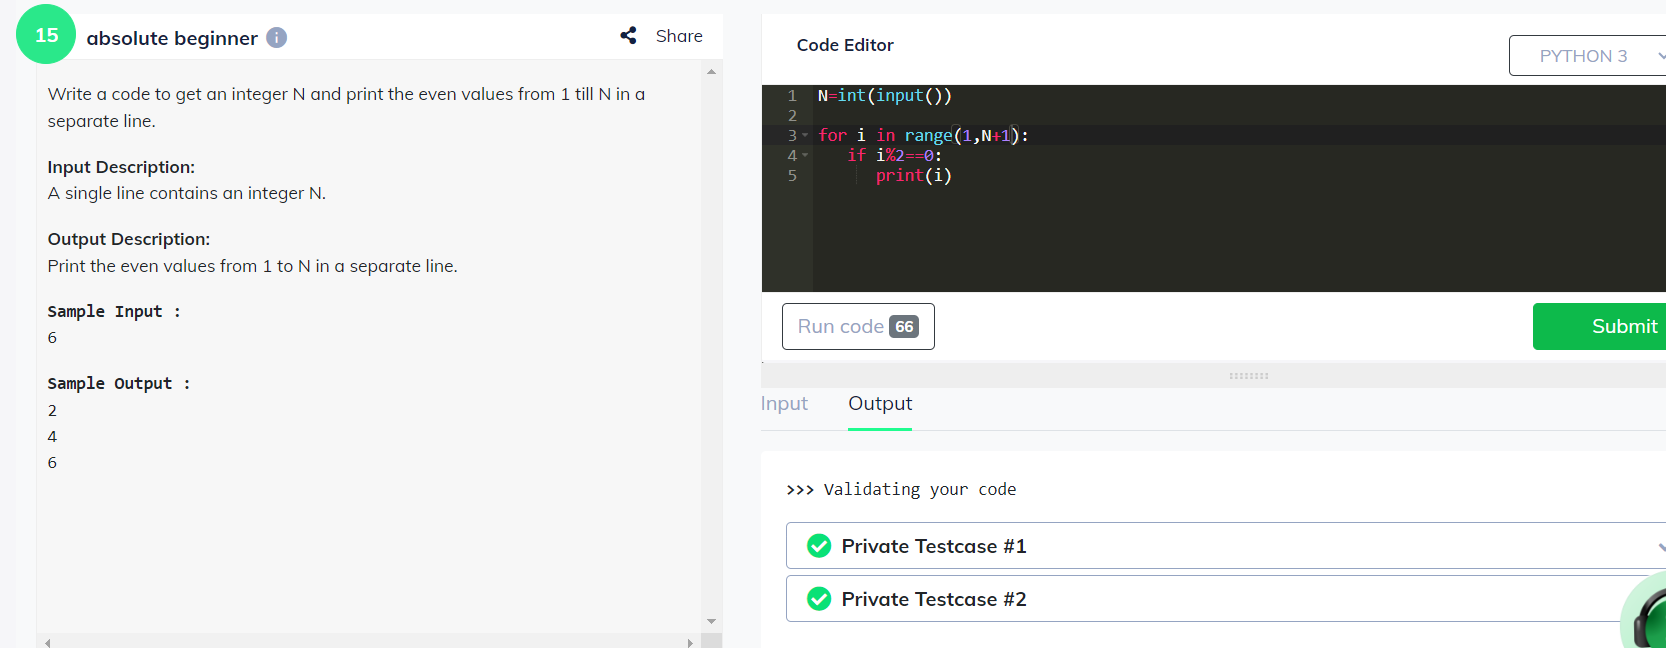 15
absolute beginner i
Share
Write a code to get an integer N and print the even values from 1 till N in a
separate line.
Input Description:
A single line contains an integer N.
Output Description:
Print the even values from 1 to N in a separate line.
Sample Input :
6
Sample Output :
2
4
6
Code Editor
PYTHON 3
1 N=int(input())
2
3 for i in range(1,N+1):
4 if i%2==0:
5 print(i)
Run code 66
Submit
Input
Output
>>> Validating your code
Private Testcase #1
Private Testcase #2